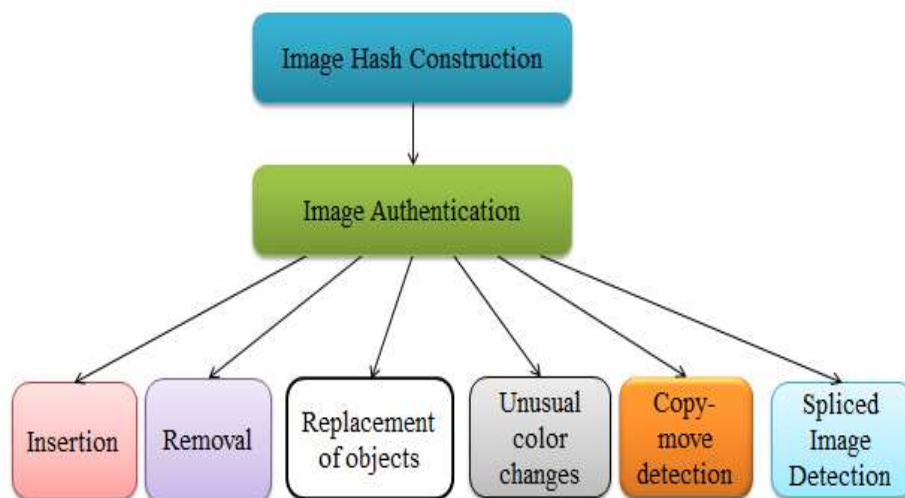 Image Hash Construction
Image Authentication
Insertion
Removal
Replacement
of objects
Unusual
color
changes
Copy-
move
detection
Spliced
Image
Detection